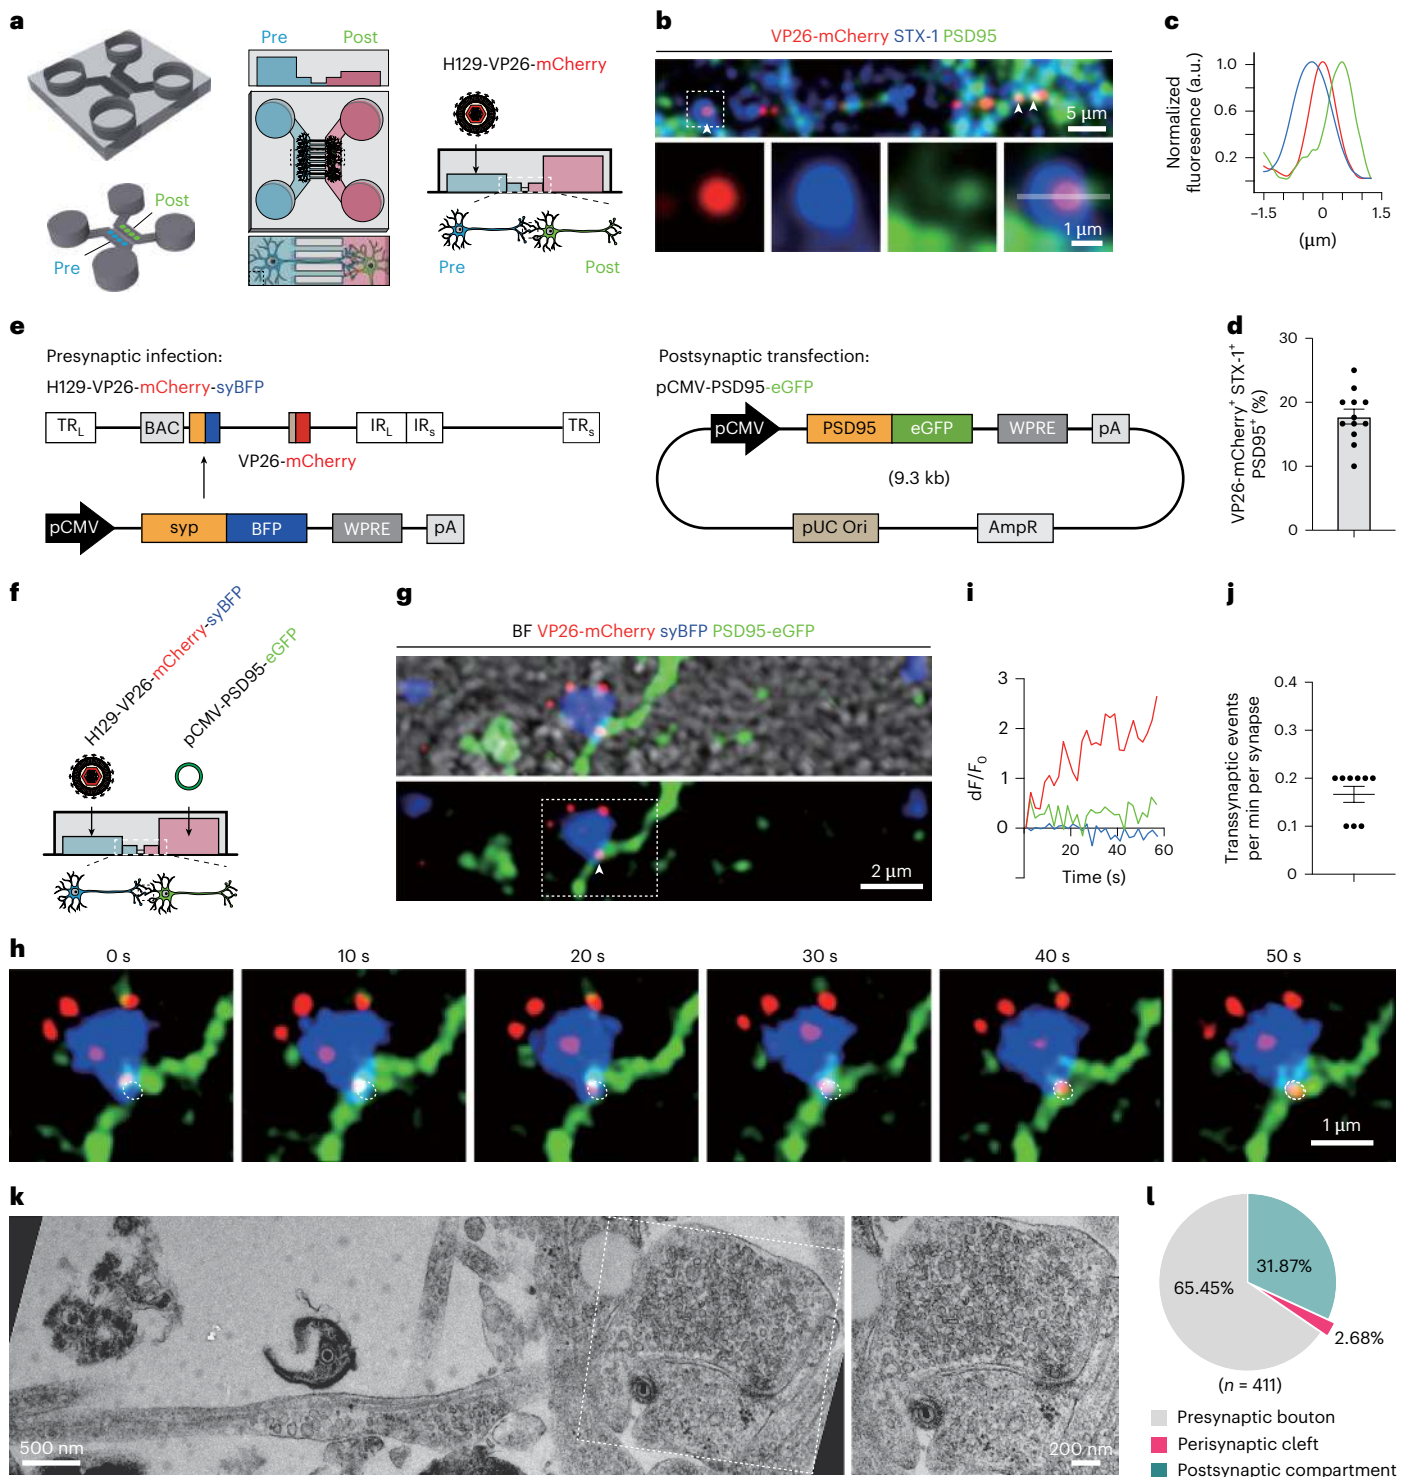 a
Pre Post
Post
Pre
H129-VP26-mCherry
Pre Post
b
VP26-mCherry STX-1 PSD95
5 µm
1 µm
c
Normalized
fluoresence (a.u.)
1.0
0.6
0.2
−1.5 0 1.5
(µm)
d
VP26-mCherry+ STX-1+
PSD95+ (%)
30
20
10
0
e
Presynaptic infection:
H129-VP26-mCherry-syBFP
TRL BAC IRL IRs TRs
VP26-mCherry
pCMV syp BFP WPRE pA
Postsynaptic transfection:
pCMV-PSD95-eGFP
pCMV PSD95 eGFP WPRE pA
(9.3 kb)
pUC Ori AmpR
f
H129-VP26-mCherry-syBFP
pCMV-PSD95-eGFP
g
BF VP26-mCherry syBFP PSD95-eGFP
2 µm
i
dF/F0
3
2
1
0
20 40 60
Time (s)
j
Transsynaptic events
per min per synapse
0.4
0.3
0.2
0.1
0
h
0 s 10 s 20 s 30 s 40 s 50 s
1 µm
k
500 nm
200 nm
l
65.45%
31.87%
2.68%
(n = 411)
Presynaptic bouton
Perisynaptic cleft
Postsynaptic compartment